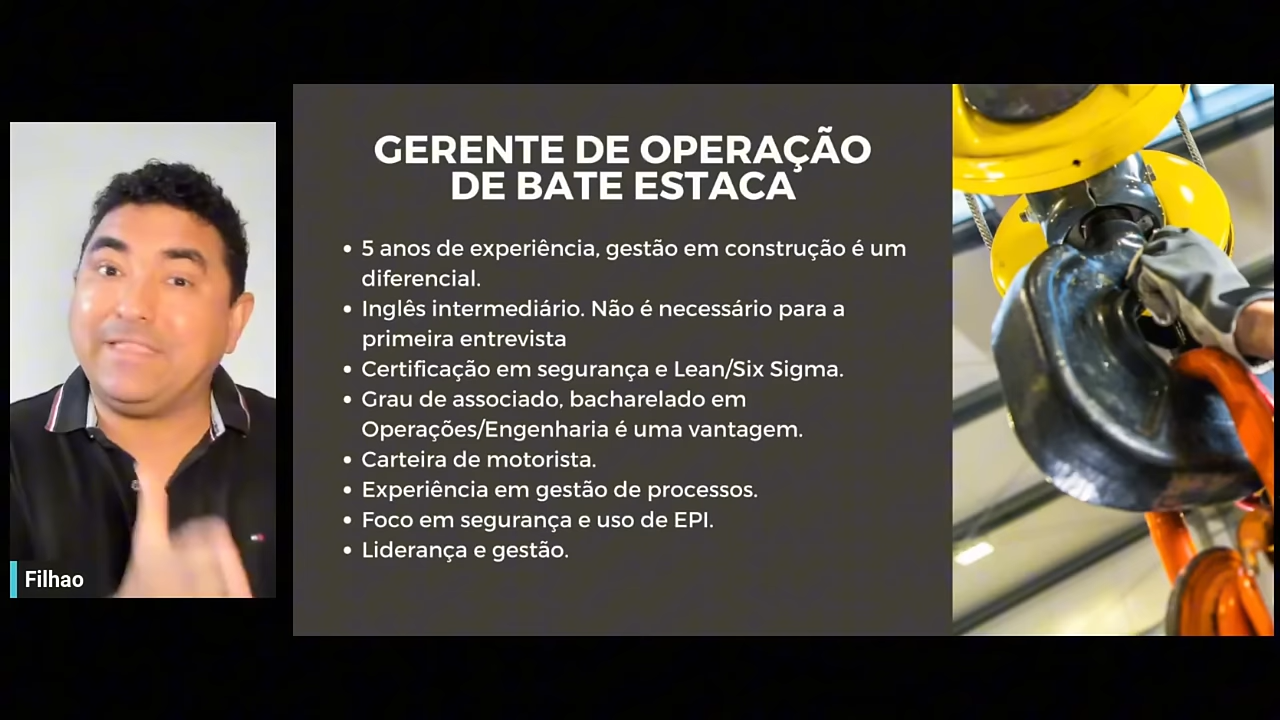 GERENTE DE OPERAÇÃO
DE BATE ESTACA
• 5 anos de experiência, gestão em construção é um
diferencial.
• Inglês intermediário. Não é necessário para a
primeira entrevista
• Certificação em segurança e Lean/Six Sigma.
• Grau de associado, bacharelado em
Operações/Engenharia é uma vantagem.
• Carteira de motorista.
• Experiência em gestão de processos.
• Foco em segurança e uso de EPI.
• Liderança e gestão.
Filhao